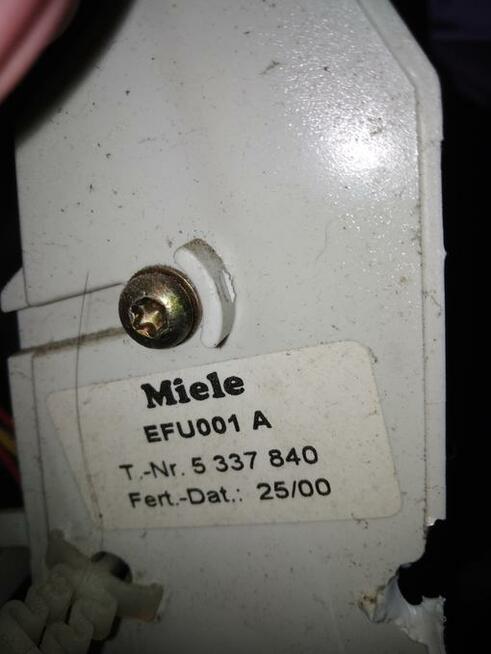 Miele
EFU001 A
T.-Nr. 5 337 840
Fert.-Dat.: 25/00